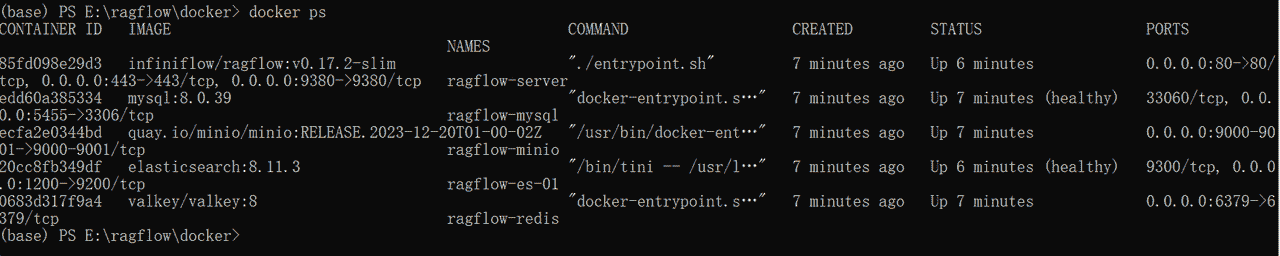 (base) PS E:\ragflow\docker> docker ps
CONTAINER ID   IMAGE                                      COMMAND                  CREATED         STATUS                   PORTS
                                             NAMES
85fd098e29d3   infiniflow/ragflow:v0.17.2-slim            "./entrypoint.sh"        7 minutes ago   Up 6 minutes             0.0.0.0:80->80/
tcp, 0.0.0.0:443->443/tcp, 0.0.0.0:9380->9380/tcp   ragflow-server
edd60a385334   mysql:8.0.39                               "docker-entrypoint.s…"   7 minutes ago   Up 7 minutes (healthy)   33060/tcp, 0.0.
0.0:5455->3306/tcp                           ragflow-mysql
ecfa2e0344bd   quay.io/minio/minio:RELEASE.2023-12-20T01-00-02Z   "/usr/bin/docker-ent…"   7 minutes ago   Up 7 minutes             0.0.0.0:9000-90
01->9000-9001/tcp                            ragflow-minio
20cc8fb349df   elasticsearch:8.11.3                       "/bin/tini -- /usr/l…"   7 minutes ago   Up 6 minutes (healthy)   9300/tcp, 0.0.0
.0:1200->9200/tcp                            ragflow-es-01
0683d317f9a4   valkey/valkey:8                            "docker-entrypoint.s…"   7 minutes ago   Up 7 minutes             0.0.0.0:6379->6
379/tcp                                      ragflow-redis
(base) PS E:\ragflow\docker>